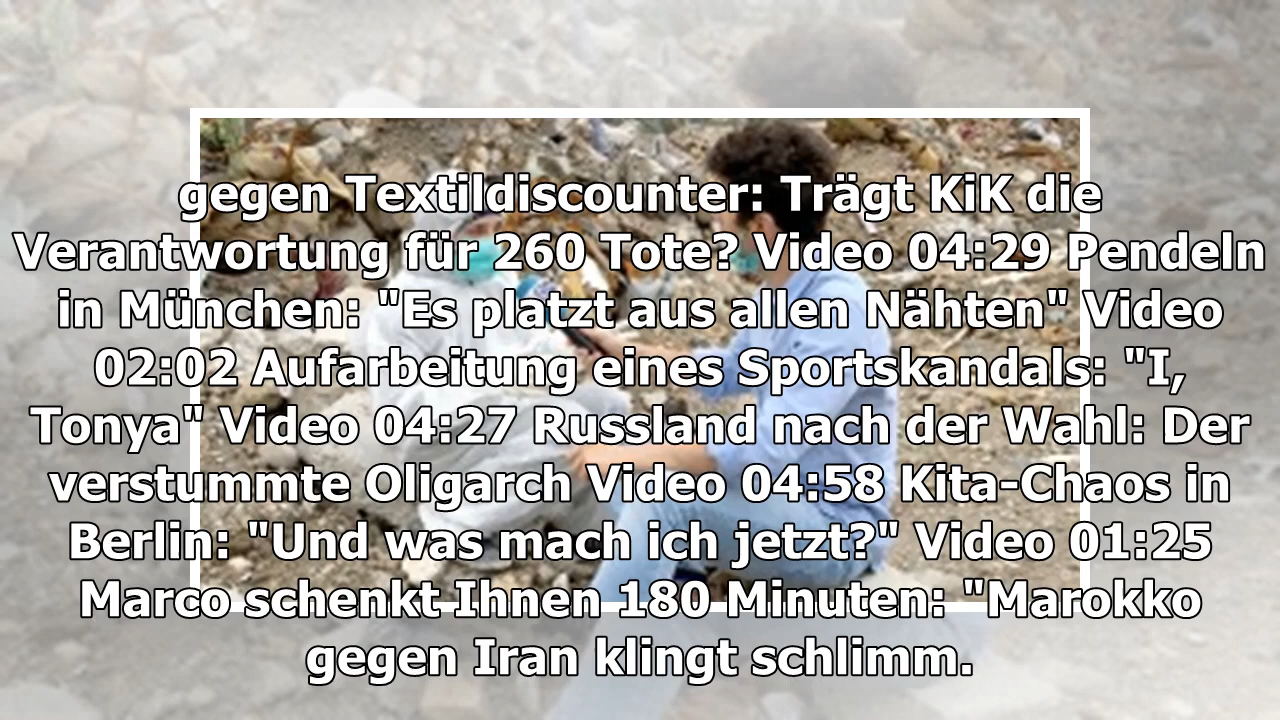 gegen Textildiscounter: Trägt KiK die
Verantwortung für 260 Tote? Video 04:29 Pendeln
in München: "Es platzt aus allen Nähten" Video
02:02 Aufarbeitung eines Sportskandals: "I,
Tonya" Video 04:27 Russland nach der Wahl: Der
verstummte Oligarch Video 04:58 Kita-Chaos in
Berlin: "Und was mach ich jetzt?" Video 01:25
Marco schenkt Ihnen 180 Minuten: "Marokko
gegen Iran klingt schlimm.